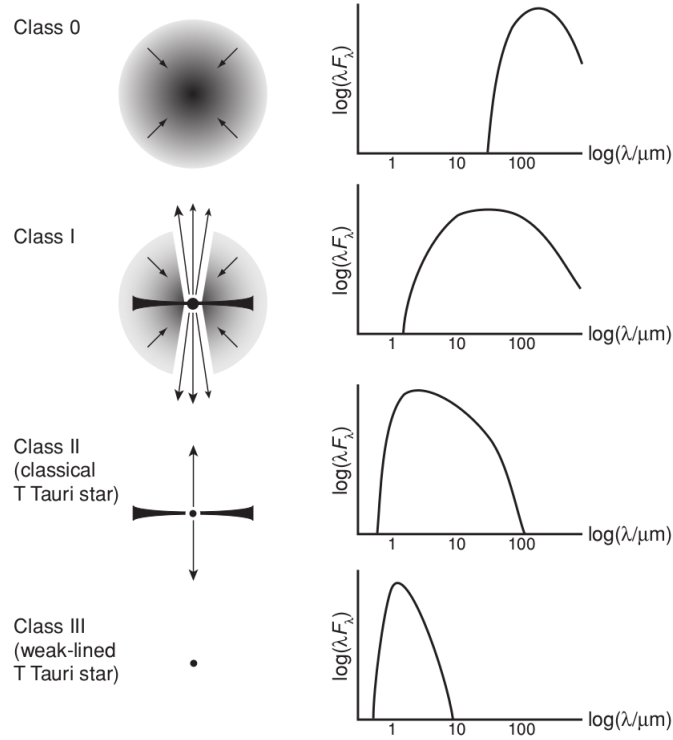 Class 0
log(λF_λ)
1 10 100
log(λ/μm)
Class I
log(λF_λ)
1 10 100
log(λ/μm)
Class II
(classical
T Tauri star)
log(λF_λ)
1 10 100
log(λ/μm)
Class III
(weak-lined
T Tauri star)
log(λF_λ)
1 10 100
log(λ/μm)